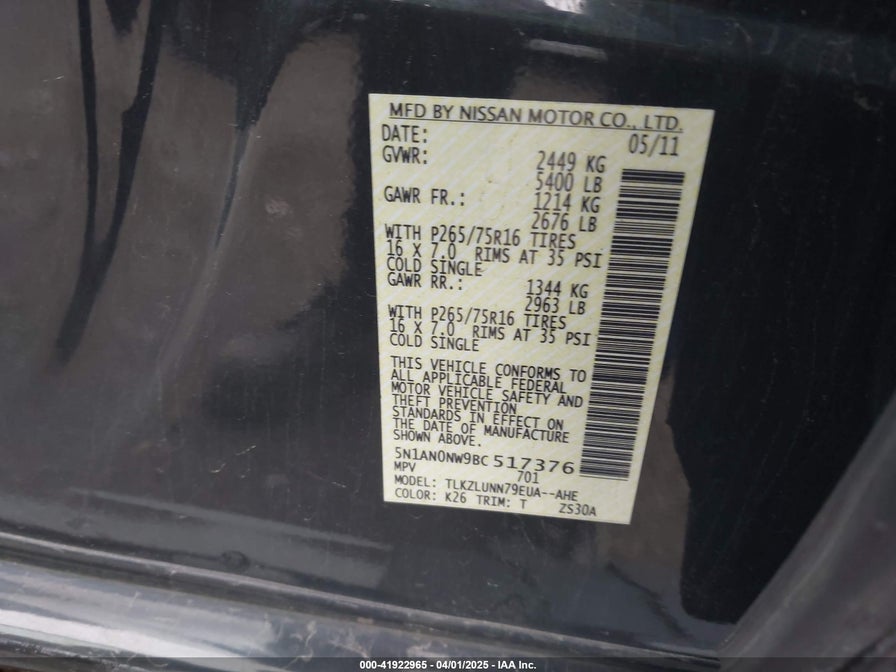 MFD BY NISSAN MOTOR CO., LTD.
DATE: 05/11
GVWR: 2449 KG
5400 LB
GAWR FR.: 1214 KG
2676 LB
WITH P265/75R16 TIRES
16 X 7.0 RIMS AT 35 PSI
COLD SINGLE
GAWR RR.: 1344 KG
2963 LB
WITH P265/75R16 TIRES
16 X 7.0 RIMS AT 35 PSI
COLD SINGLE
THIS VEHICLE CONFORMS TO
ALL APPLICABLE FEDERAL
MOTOR VEHICLE SAFETY AND
THEFT PREVENTION
STANDARDS IN EFFECT ON
THE DATE OF MANUFACTURE
SHOWN ABOVE.
5N1AN0NW9BC 517376
MPV 701
MODEL: TLKZLUNN79EUA--AHE
COLOR: K26 TRIM: T ZS30A
000-41922965 - 04/01/2025 - IAA Inc.